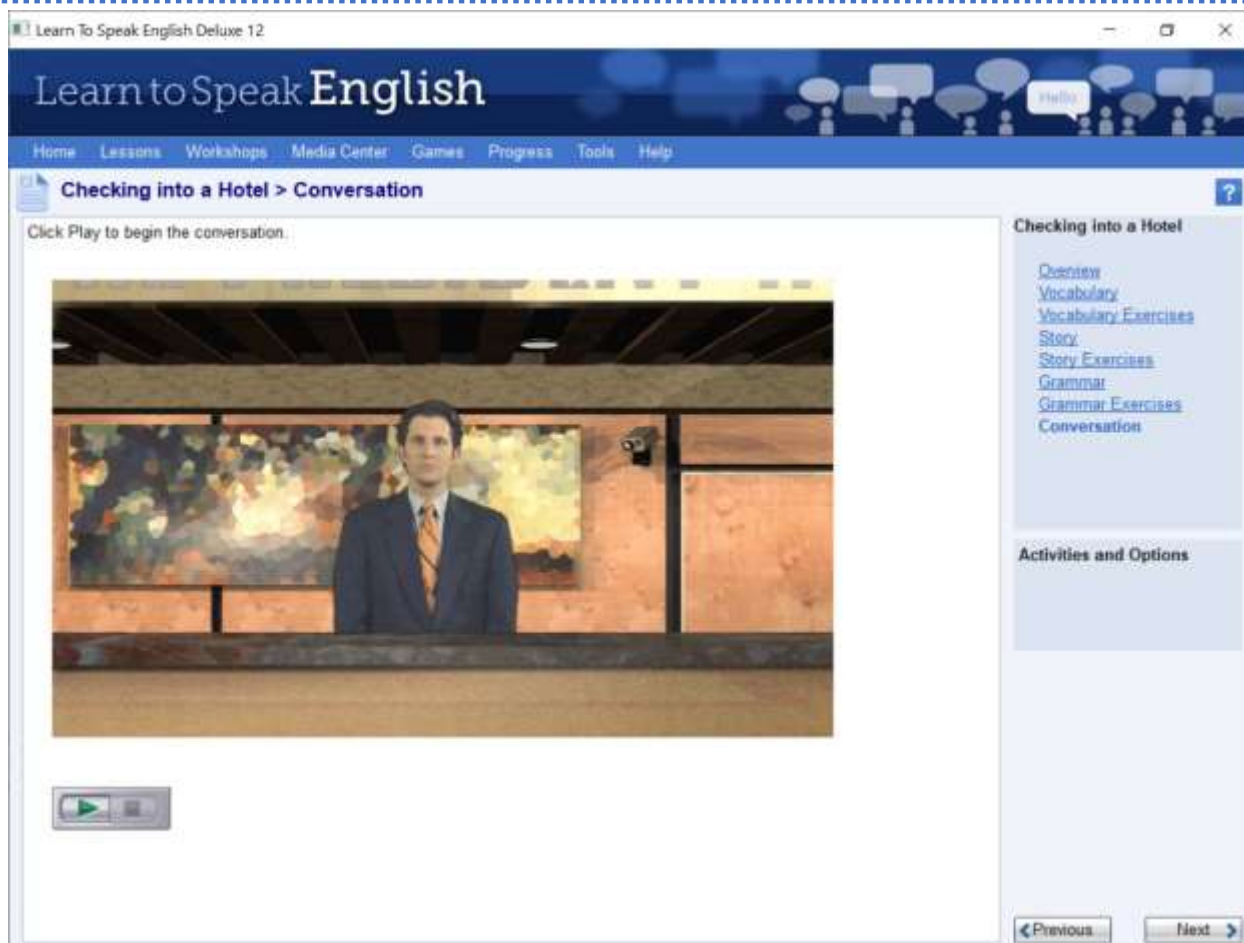 Learn To Speak English Deluxe 12
Learn to Speak English
Hello
Home Lessons Workshops Media Center Games Progress Tools Help
Checking into a Hotel > Conversation
?
Click Play to begin the conversation.
Checking into a Hotel
Overview
Vocabulary
Vocabulary Exercises
Story
Story Exercises
Grammar
Grammar Exercises
Conversation
Activities and Options
Previous
Next